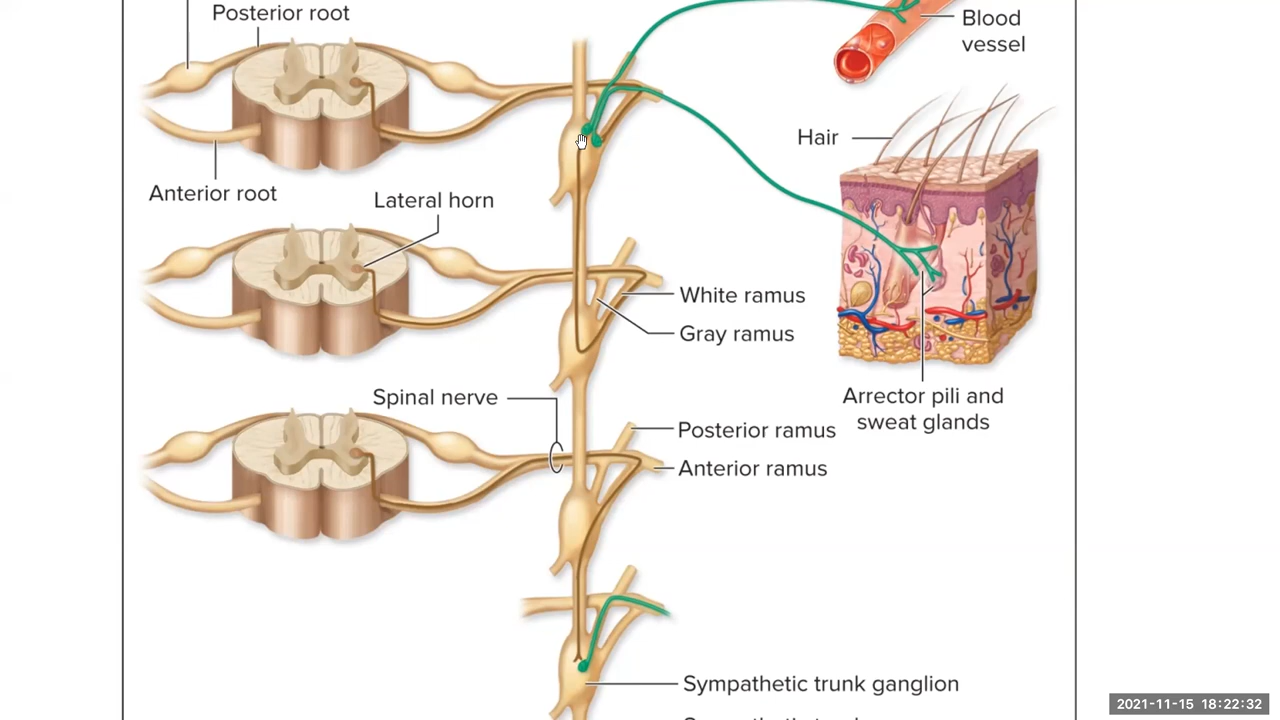 Posterior root
Blood
vessel
Hair
Anterior root
Lateral horn
White ramus
Gray ramus
Spinal nerve
Arrector pili and
sweat glands
Posterior ramus
Anterior ramus
Sympathetic trunk ganglion
2021-11-15 18:22:32